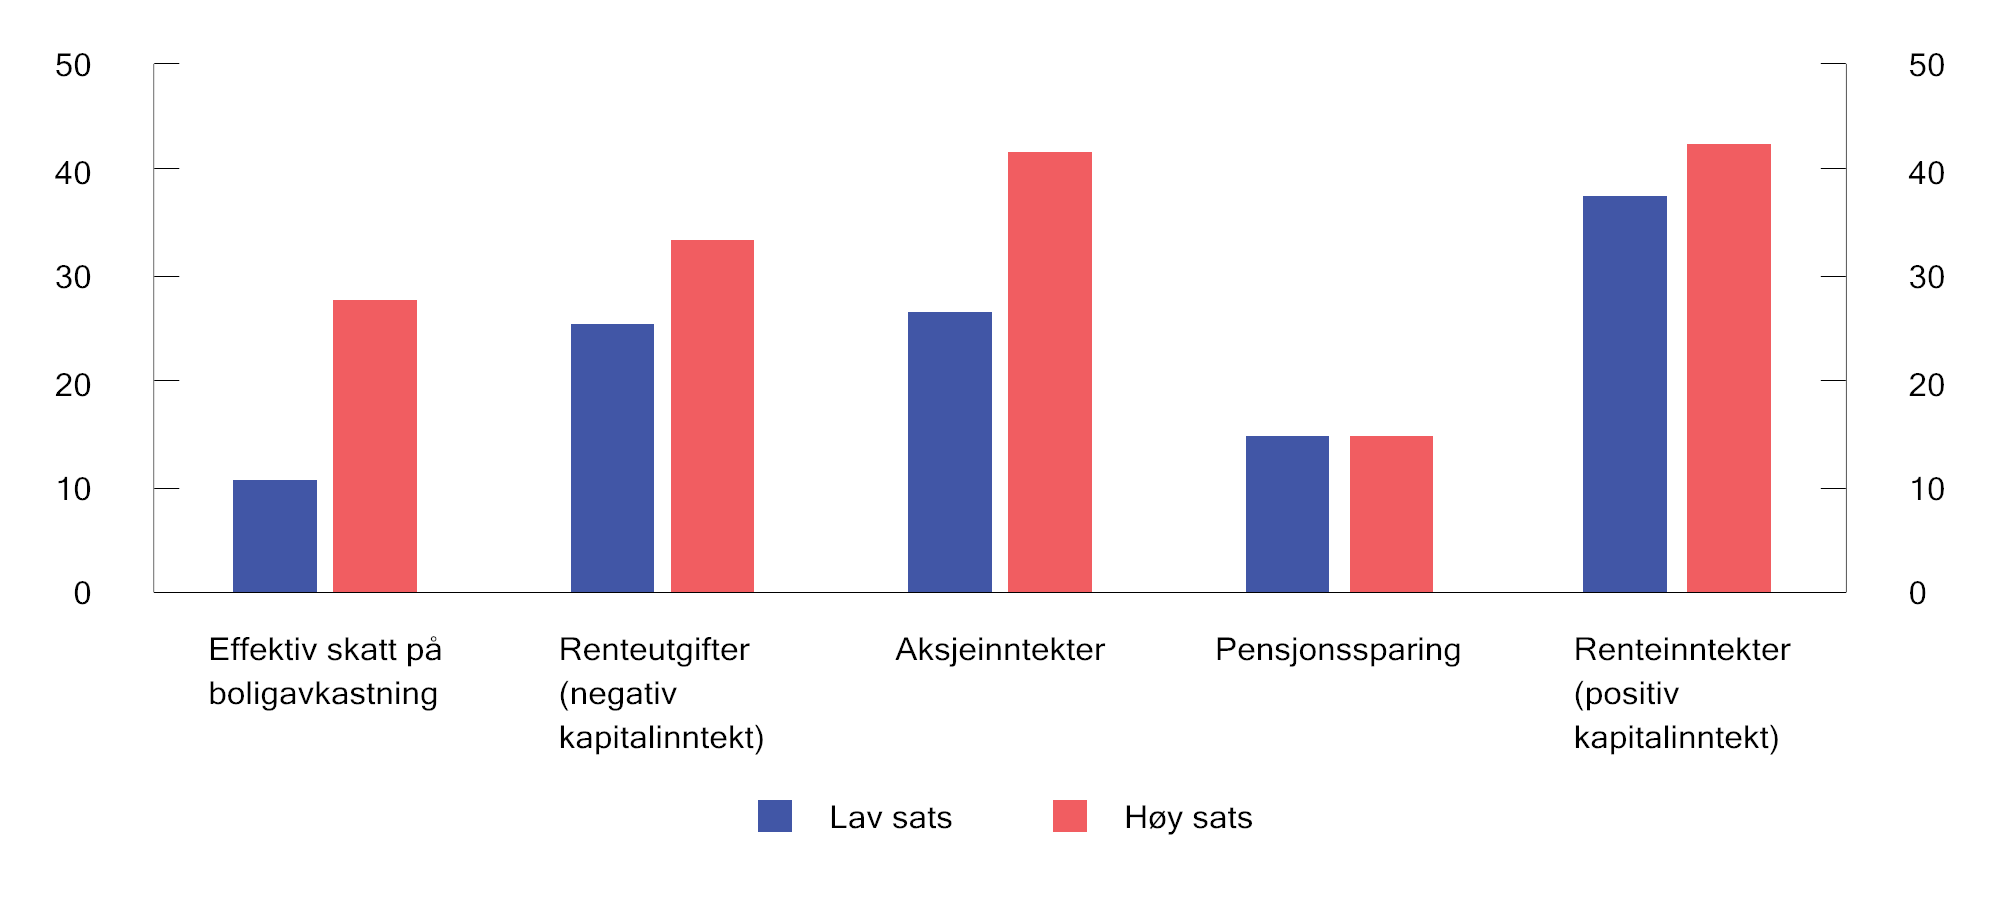 50 50
40 40
30 30
20 20
10 10
0 0
Effektiv skatt på
boligavkastning
Renteutgifter
(negativ
kapitalinntekt)
Aksjeinntekter
Pensjonssparing
Renteinntekter
(positiv
kapitalinntekt)
Lav sats Høy sats